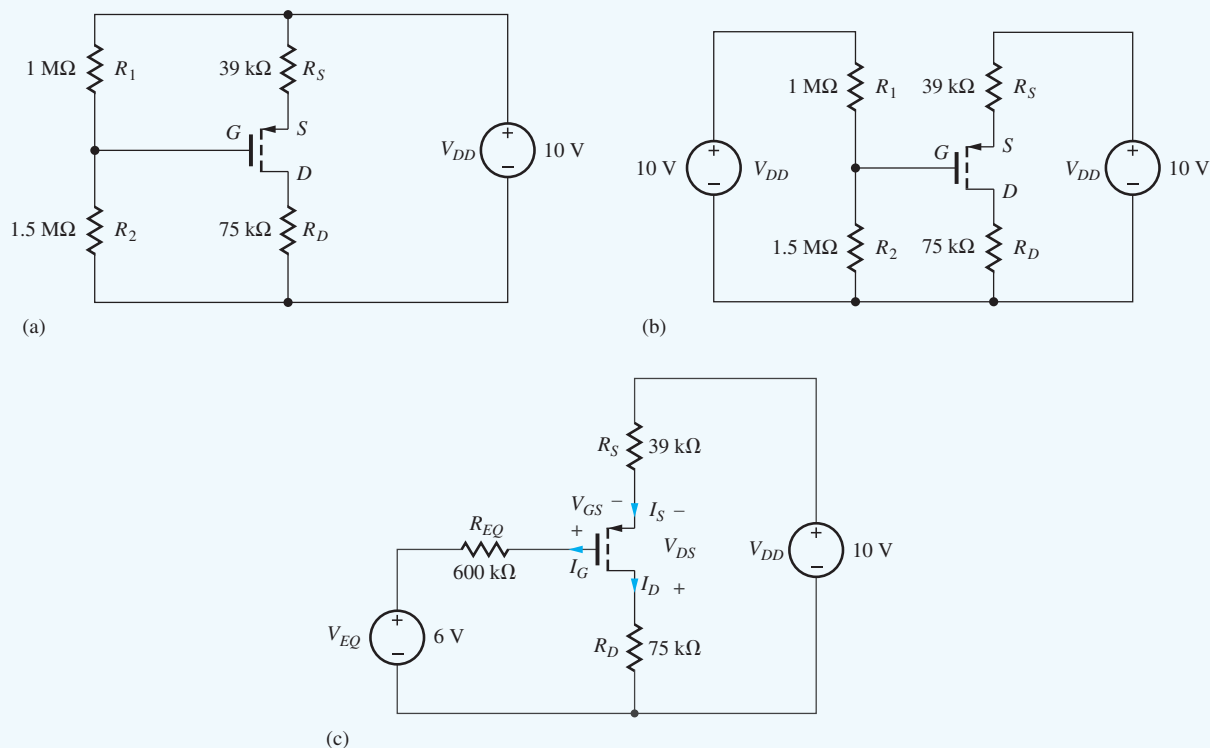 1 MΩ R1 39 kΩ RS
G S
VDD 10 V
D
1.5 MΩ R2 75 kΩ RD
(a)
1 MΩ R1 39 kΩ RS
10 V VDD G S VDD 10 V
D
1.5 MΩ R2 75 kΩ RD
(b)
RS 39 kΩ
VGS − IS −
REQ + VDS VDD 10 V
600 kΩ IG ID +
VEQ 6 V RD 75 kΩ
(c)